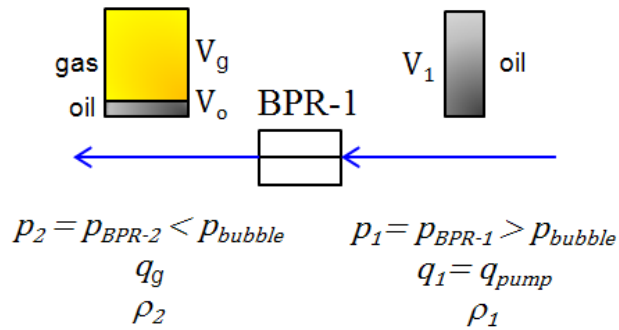 gas V_g
oil V_o
BPR-1
V_1 oil
p_2 = p_BPR-2 < p_bubble
q_g
ρ_2
p_1 = p_BPR-1 > p_bubble
q_1 = q_pump
ρ_1